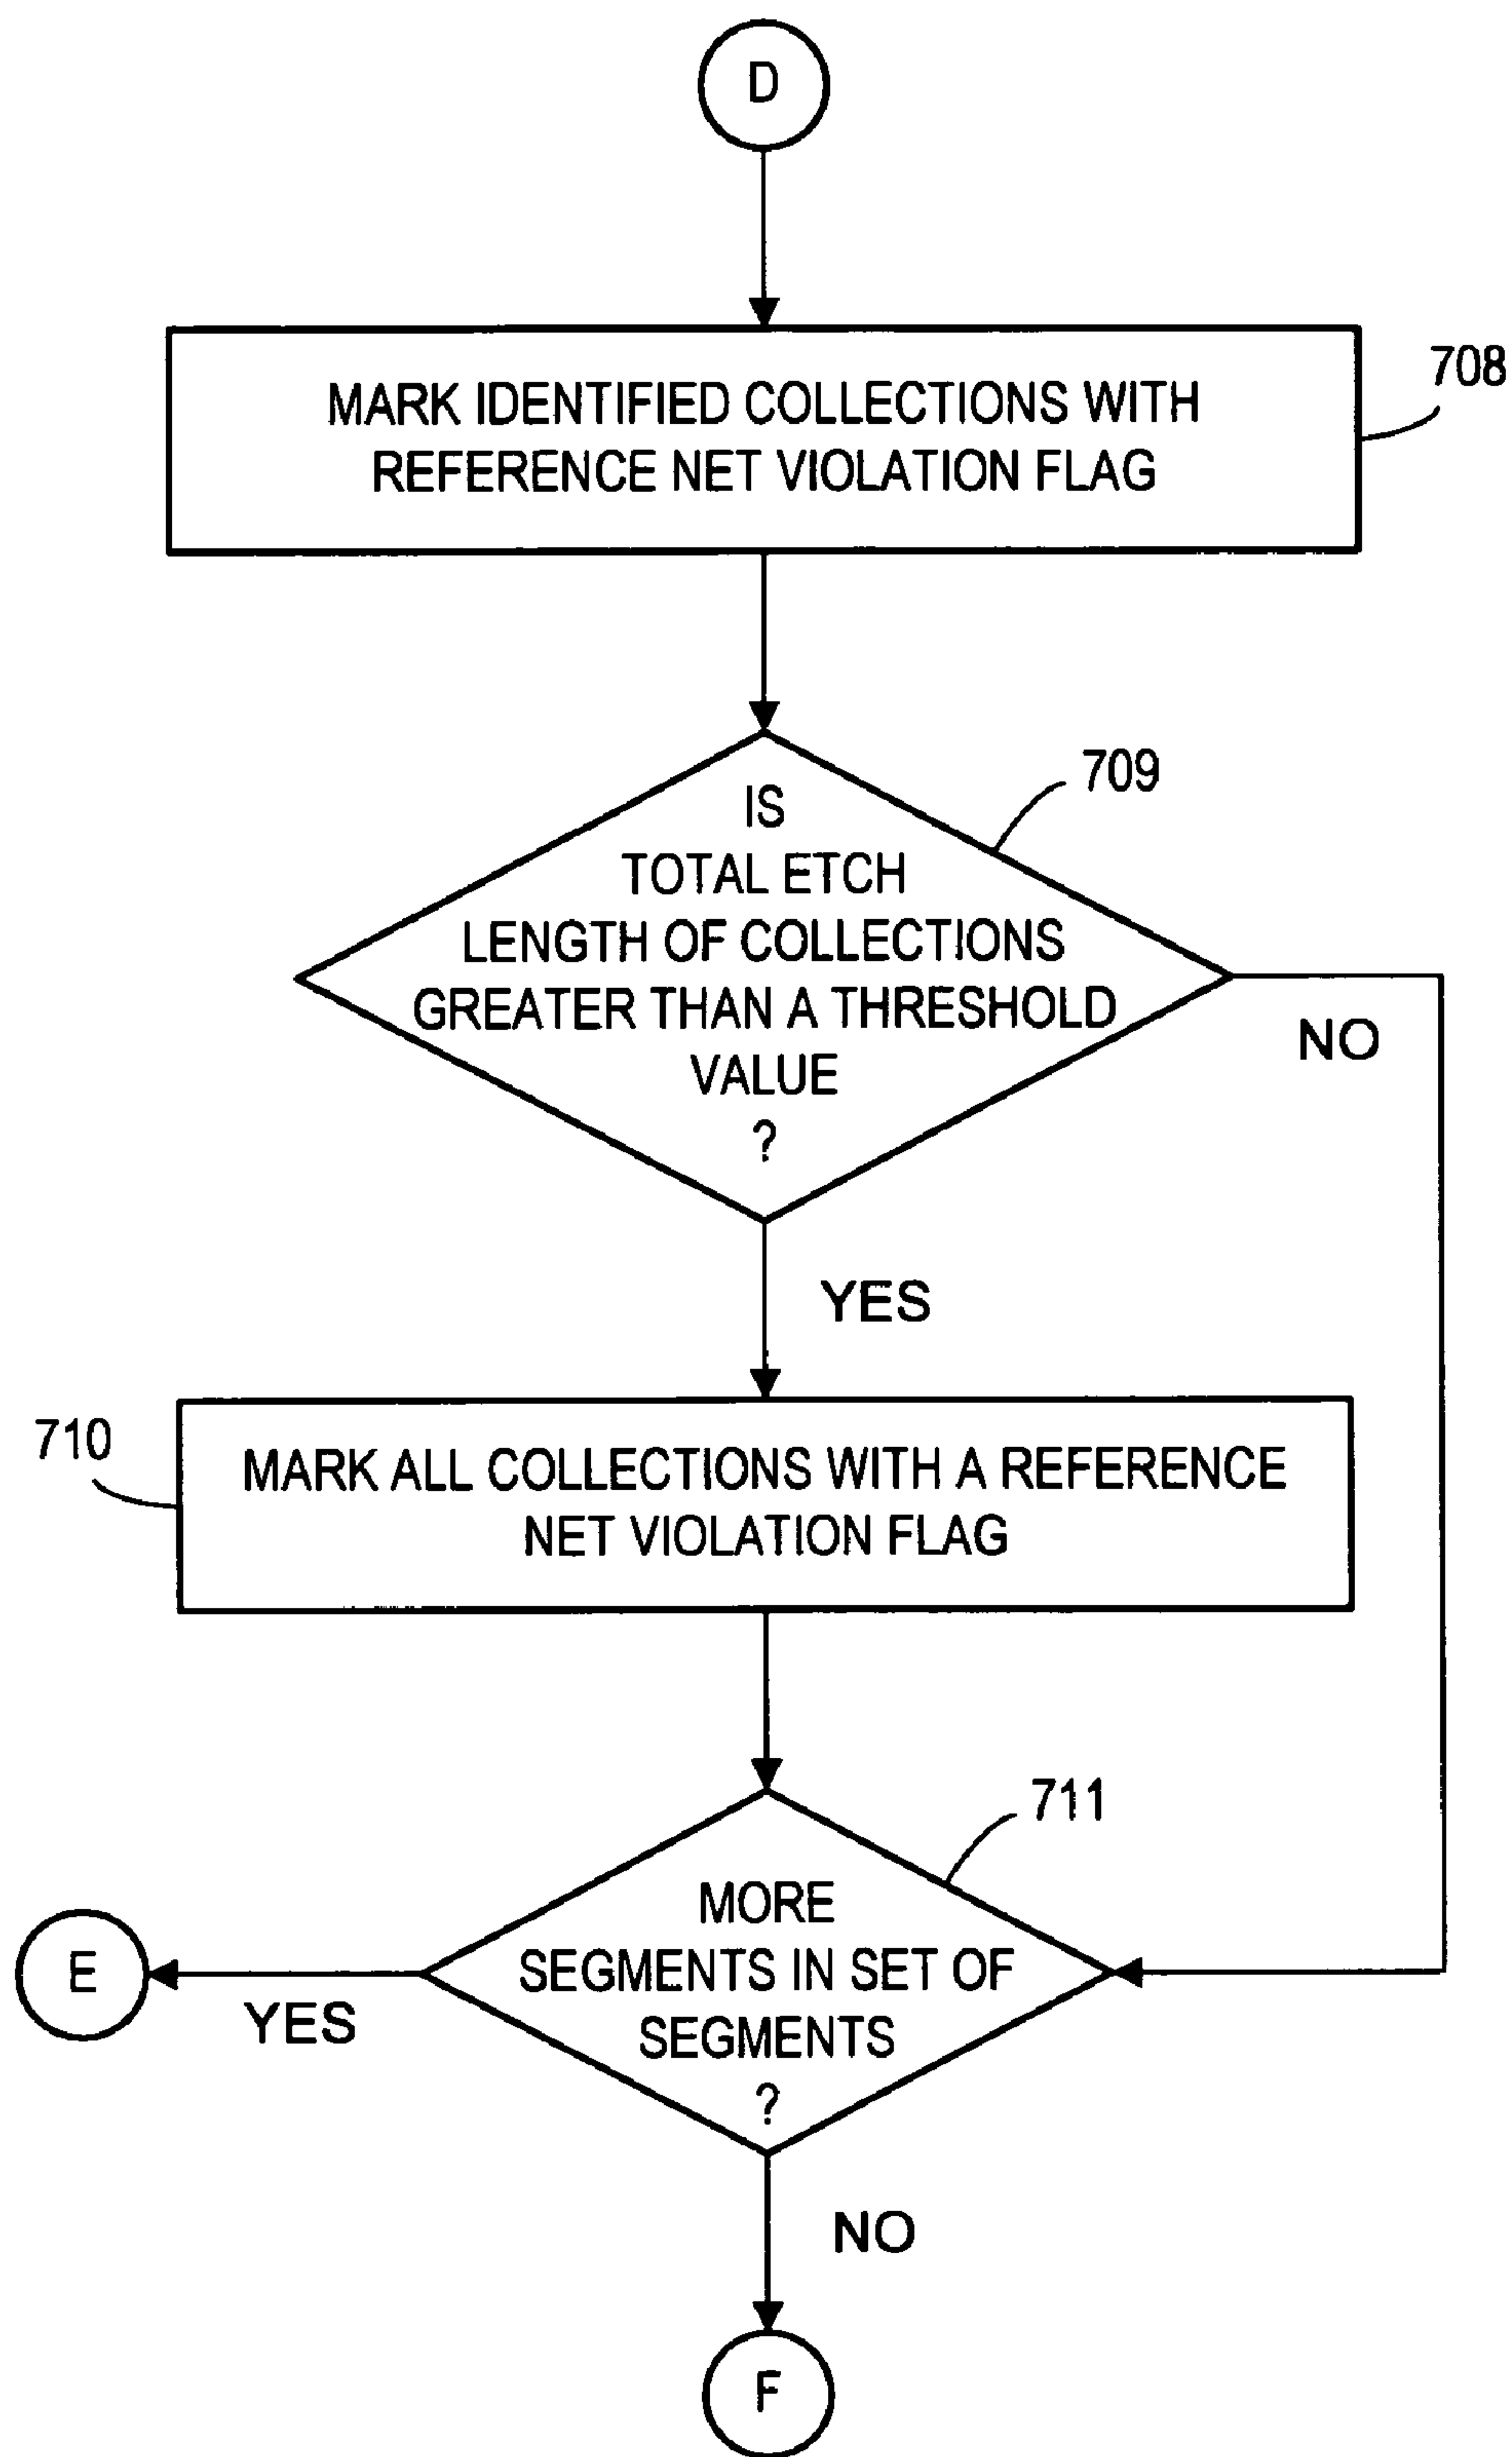 D
MARK IDENTIFIED COLLECTIONS WITH
REFERENCE NET VIOLATION FLAG
708
IS
TOTAL ETCH
LENGTH OF COLLECTIONS
GREATER THAN A THRESHOLD
VALUE
?
709
NO
YES
710
MARK ALL COLLECTIONS WITH A REFERENCE
NET VIOLATION FLAG
711
MORE
SEGMENTS IN SET OF
SEGMENTS
?
E
YES
NO
F